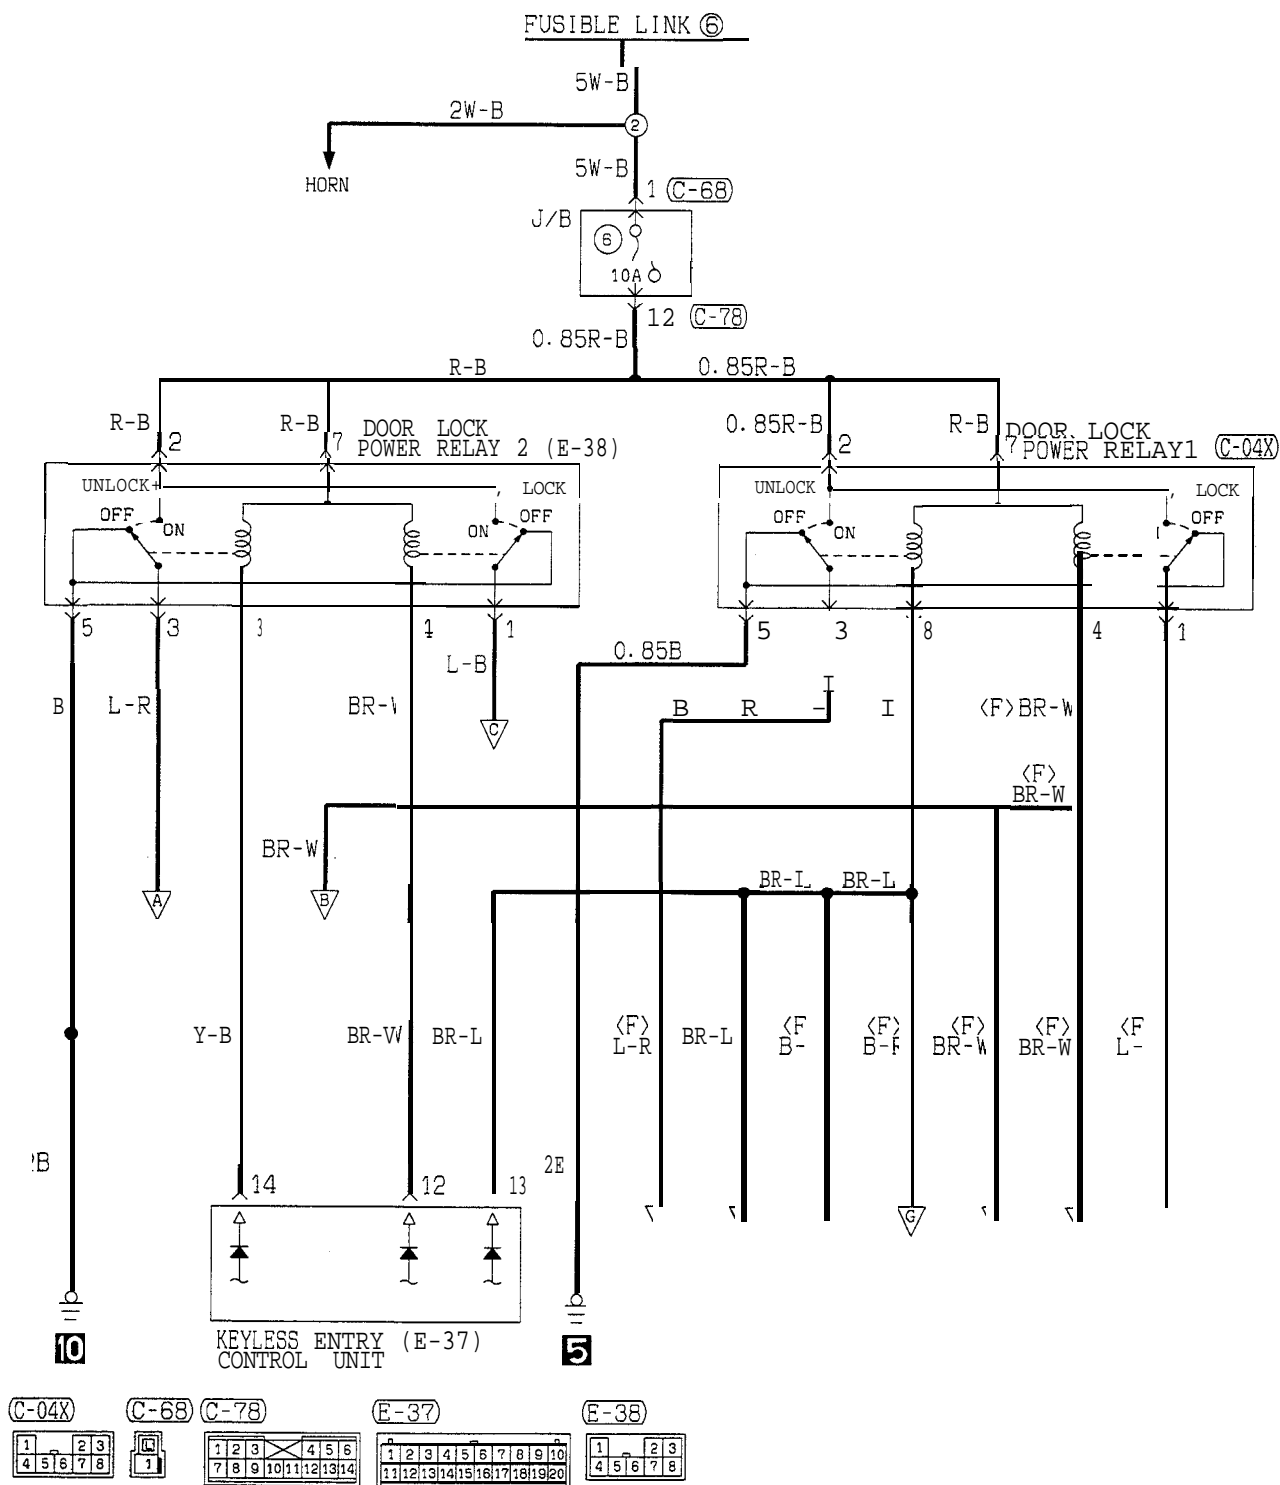 FUSIBLE LINK ⑥
5W-B
2W-B
②
HORN
5W-B
1 (C-68)
J/B
⑥
10A
12 (C-78)
0.85R-B
R-B
0.85R-B
R-B
2
R-B
7
DOOR LOCK
POWER RELAY 2 (E-38)
0.85R-B
2
R-B
7
DOOR LOCK
POWER RELAY1 (C-04X)
UNLOCK
LOCK
UNLOCK
LOCK
OFF
ON
ON
OFF
OFF
ON
OFF
5
3
3
4
1
5
3
8
4
1
L-B
0.85B
B
L-R
BR-
C
B R -
I
I
<F>BR-W
<F>
BR-W
BR-W
A
B
BR-L
BR-L
Y-B
BR-W
BR-L
<F>
L-R
BR-L
<F
B-
<F>
B-
<F>
BR-W
<F>
BR-W
<F
L-
B
2E
14
12
13
G
10
KEYLESS ENTRY (E-37)
CONTROL UNIT
5
(C-04X)
(C-68)
(C-78)
(E-37)
(E-38)
1 2 3
4 5 6 7 8
1
1 2 3 4 5 6
7 8 9 10 11 12 13 14
1 2 3 4 5 6 7 8 9 10
11 12 13 14 15 16 17 18 19 20
1 2 3
4 5 6 7 8